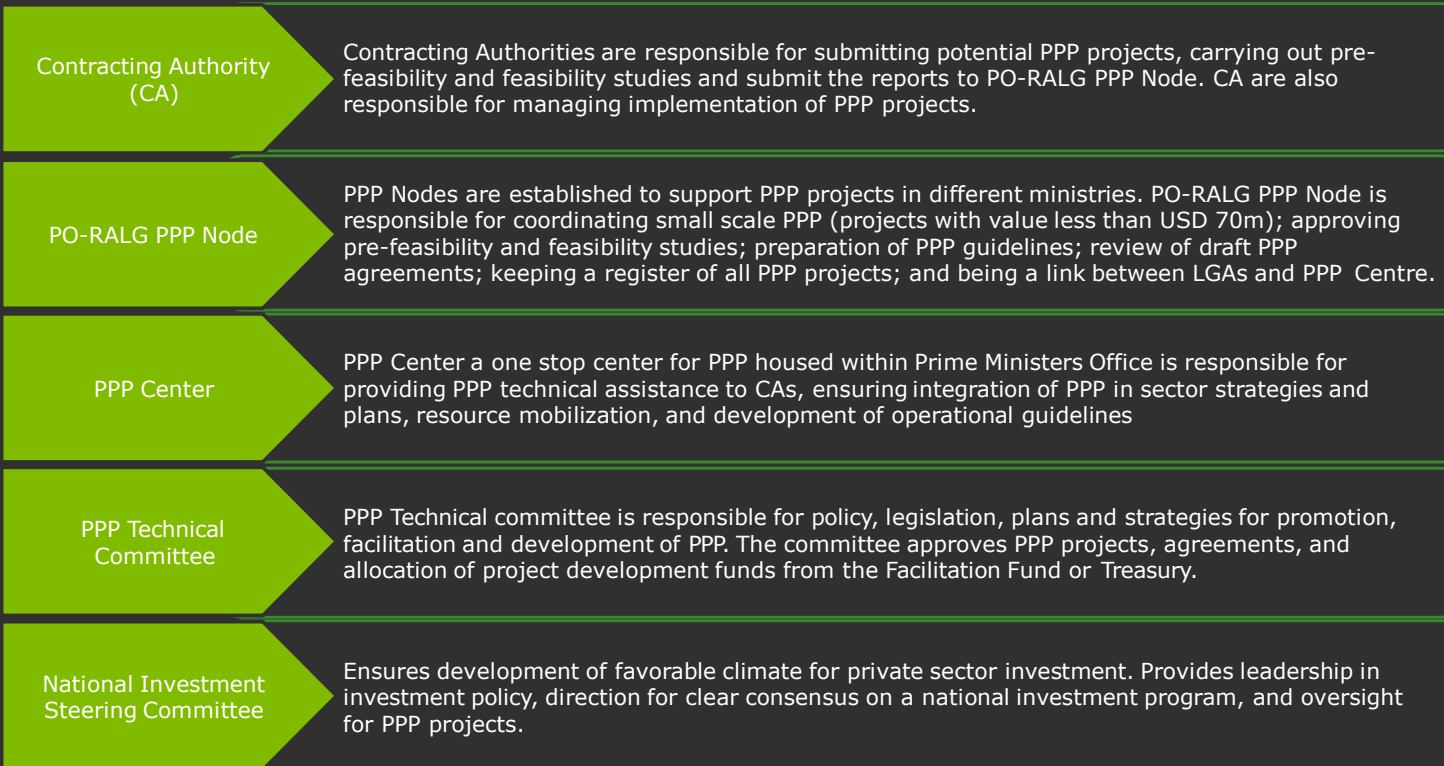 Contracting Authority
(CA)
Contracting Authorities are responsible for submitting potential PPP projects, carrying out pre-
feasibility and feasibility studies and submit the reports to PO-RALG PPP Node. CA are also
responsible for managing implementation of PPP projects.
PO-RALG PPP Node
PPP Nodes are established to support PPP projects in different ministries. PO-RALG PPP Node is
responsible for coordinating small scale PPP (projects with value less than USD 70m); approving
pre-feasibility and feasibility studies; preparation of PPP guidelines; review of draft PPP
agreements; keeping a register of all PPP projects; and being a link between LGAs and PPP Centre.
PPP Center
PPP Center a one stop center for PPP housed within Prime Ministers Office is responsible for
providing PPP technical assistance to CAs, ensuring integration of PPP in sector strategies and
plans, resource mobilization, and development of operational guidelines
PPP Technical
Committee
PPP Technical committee is responsible for policy, legislation, plans and strategies for promotion,
facilitation and development of PPP. The committee approves PPP projects, agreements, and
allocation of project development funds from the Facilitation Fund or Treasury.
National Investment
Steering Committee
Ensures development of favorable climate for private sector investment. Provides leadership in
investment policy, direction for clear consensus on a national investment program, and oversight
for PPP projects.